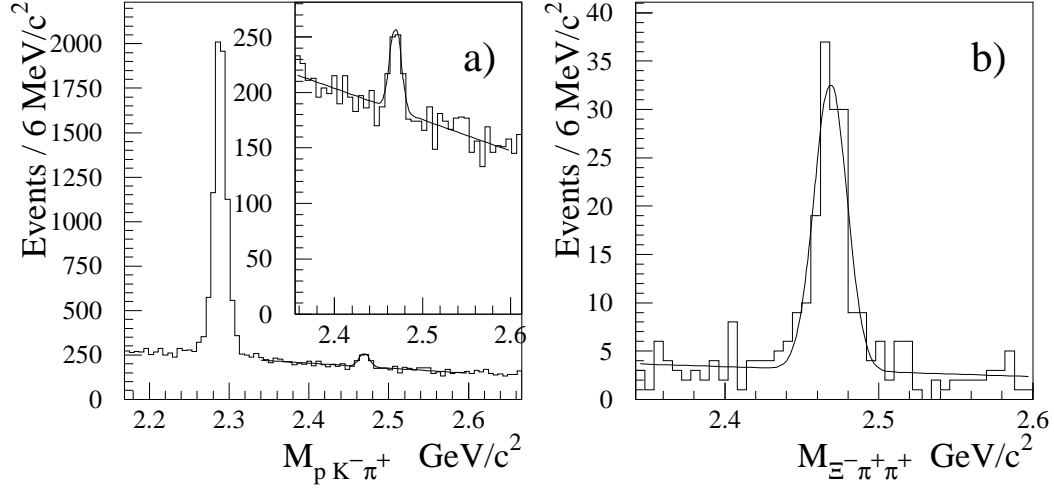 a)
Events / 6 MeV/c²
2000
1750
1500
1250
1000
750
500
250
0
2.2 2.3 2.4 2.5 2.6
M_p K⁻π⁺ GeV/c²
250
200
150
100
50
0
2.4 2.5 2.6
b)
Events / 6 MeV/c²
40
35
30
25
20
15
10
5
0
2.4 2.5 2.6
M_Ξ⁻π⁺π⁺ GeV/c²